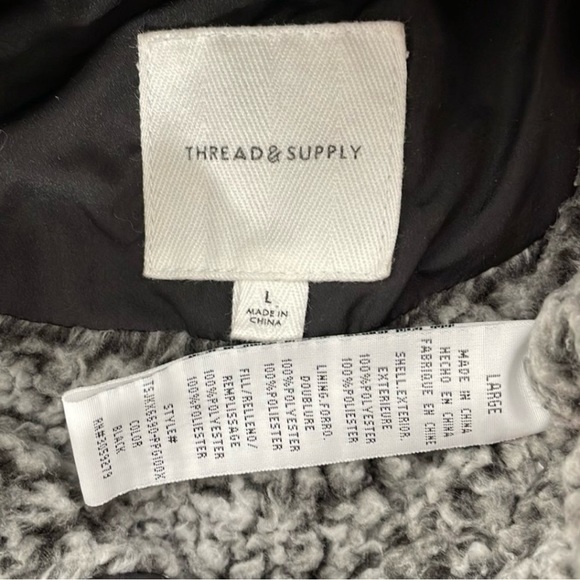 THREAD&SUPPLY
L
MADE IN
CHINA
LARGE
MADE IN CHINA
HECHO EN CHINA
FABRIQUE EN CHINE
SHELL.EXTERIOR.
EXTERIEURE
100%POLYESTER
100%POLIESTER
LINING.FORRO.
DOUBLURE
100%POLYESTER
100%POLIESTER
FILL/RELLENO/
REMPLISSAGE
100%POLYESTER
100%POLIESTER
STYLE#
COLOR
BLACK
RN#